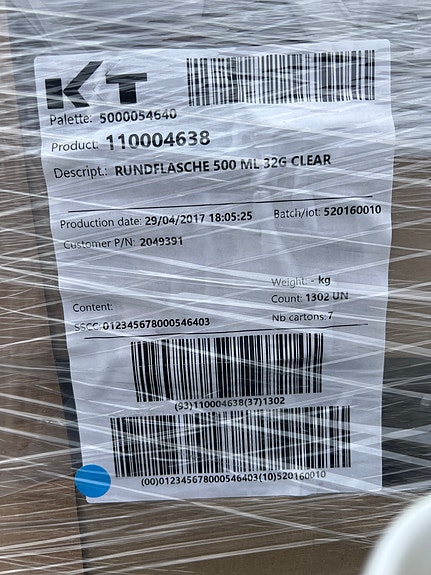 KT
Palette: 5000054640
Product: 110004638
Descript.: RUNDFLASCHE 500 ML 32G CLEAR
Production date: 29/04/2017 18:05:25 Batch/lot: 520160010
Customer P/N: 2049391
Weight: - kg
Content: Count: 1302 UN
SSCC: 012345678000546403 Nb cartons: 7
(93)110004638(37)1302
(00)012345678000546403(10)520160010